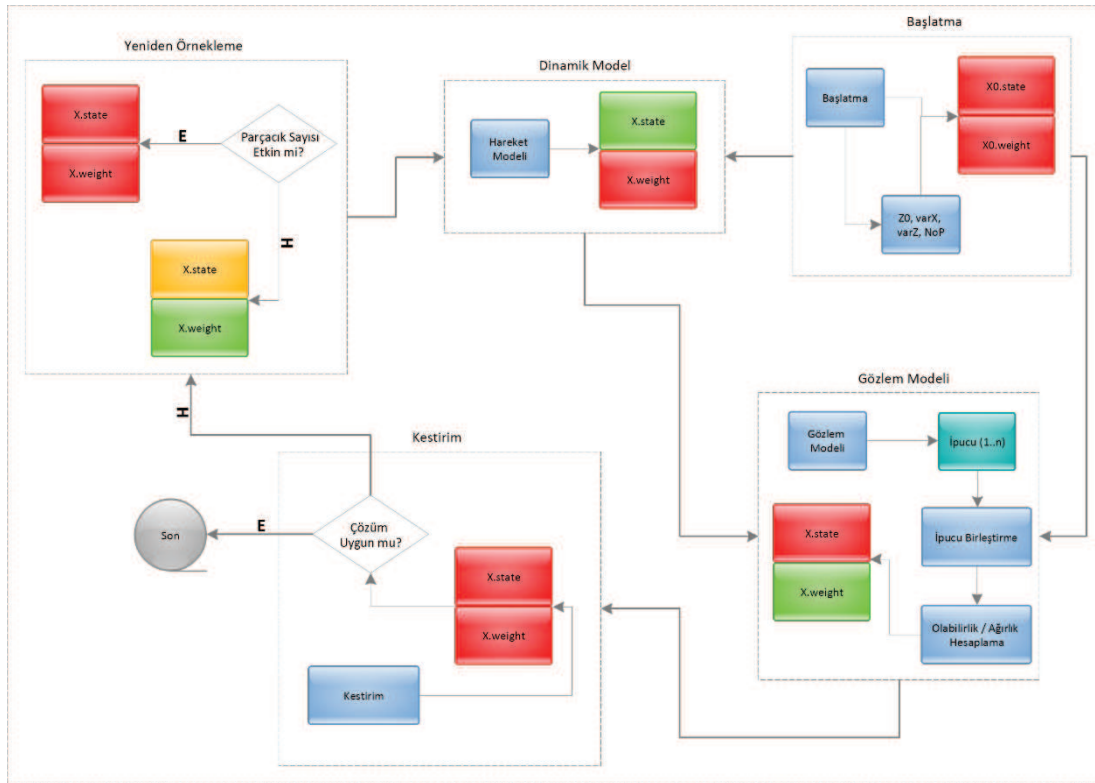 Yeniden Örnekleme
X.state
X.weight
E
Parçacık Sayısı
Etkin mi?
H
X.state
X.weight
Dinamik Model
Hareket
Modeli
X.state
X.weight
Başlatma
Başlatma
X0.state
X0.weight
Z0, varX,
varZ, NoP
Gözlem Modeli
Gözlem
Modeli
İpucu (1..n)
X.state
X.weight
İpucu Birleştirme
Olabilirlik / Ağırlık
Hesaplama
Kestirim
H
Son
E
Çözüm
Uygun mu?
X.state
X.weight
Kestirim